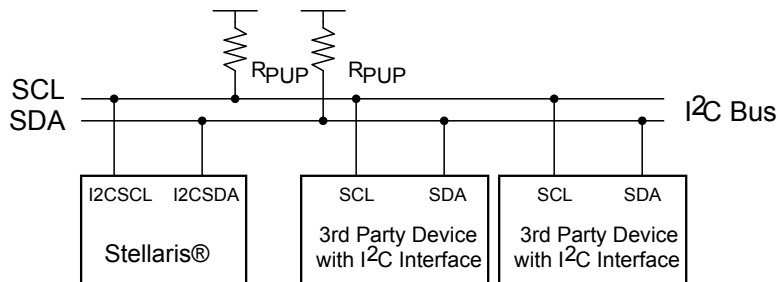 RPUP
RPUP
SCL
SDA
I2C Bus
I2CSCL
I2CSDA
Stellaris®
SCL
SDA
3rd Party Device
with I2C Interface
SCL
SDA
3rd Party Device
with I2C Interface